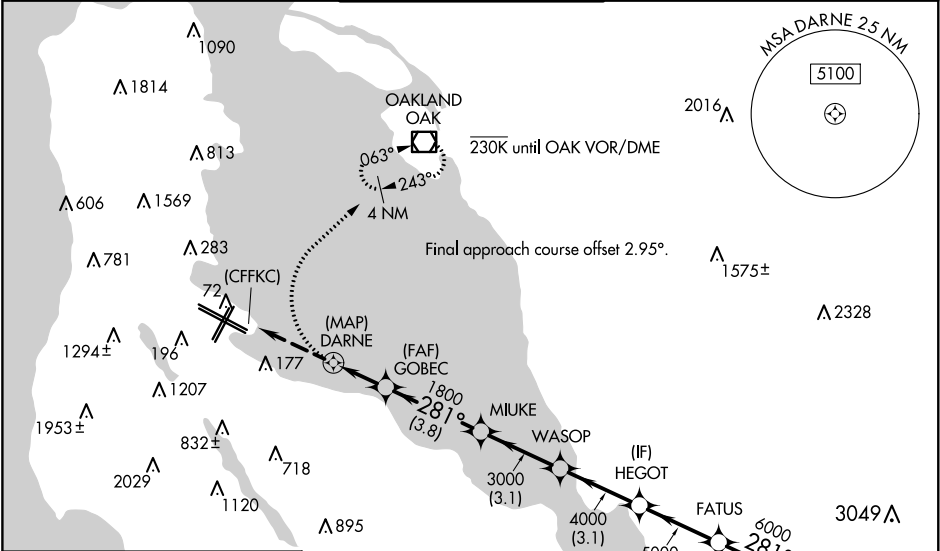 MSA DARNE 25 NM
5100
1090
1814
OAKLAND
OAK
2016
230K until OAK VOR/DME
813
063°
243°
606
1569
4 NM
283
Final approach course offset 2.95°.
781
1575±
(CFFKC)
72
2328
(MAP)
DARNE
1294±
196
(FAF)
GOBEC
177
1207
1800
281°
(3.8)
MIUKE
1953±
832±
WASOP
718
(IF)
HEGOT
2029
3000
(3.1)
1120
FATUS
4000
(3.1)
895
3049
6000
281°